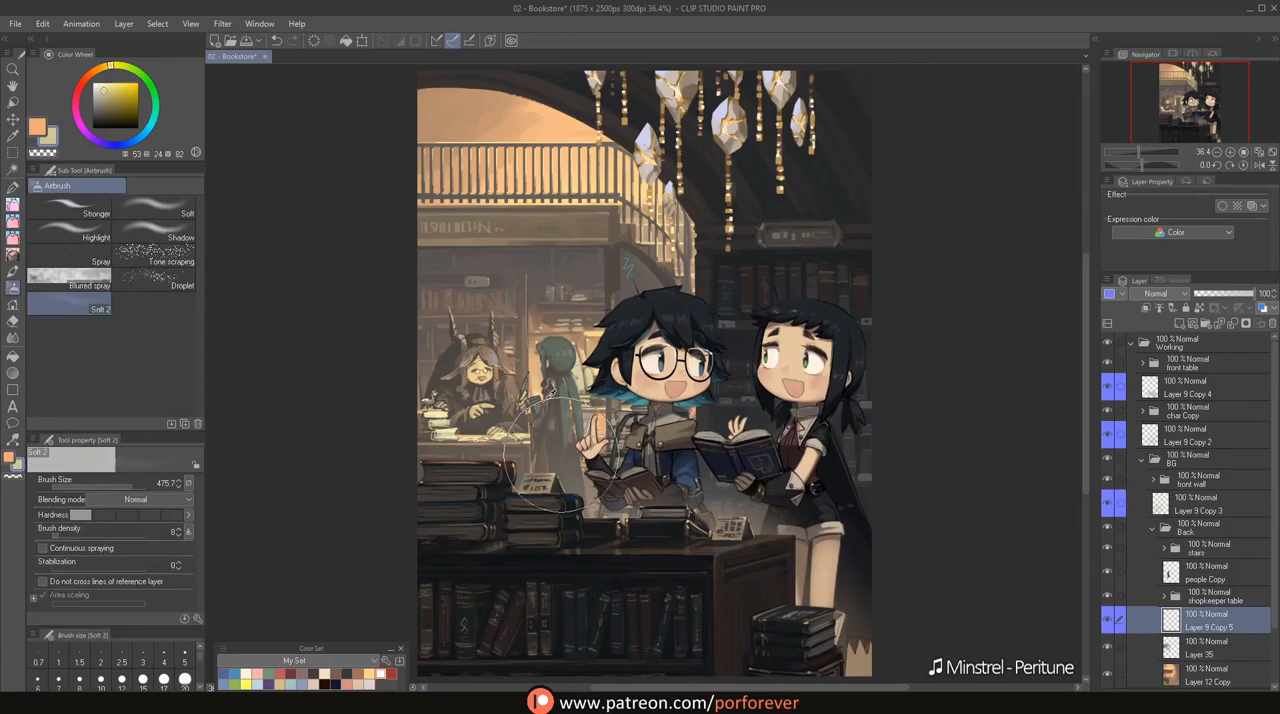 02 - Bookstore* (1875 x 2500px 300dpi 36.4%) - CLIP STUDIO PAINT PRO
File Edit Animation Layer Select View Filter Window Help
02 - Bookstore*
Color Wheel
53 24 82
Sub Tool [Airbrush]
Airbrush
Stronger Soft
Highlight Shadow
Spray Tone scraping
Blurred spray Droplet
Soft 2
Tool property [Soft 2]
Soft 2
Brush Size 475.7
Blending mode Normal
Hardness
Brush density 8
Continuous spraying
Stabilization 0
Do not cross lines of reference layer
Area scaling
Brush size [Soft 2]
0.7 1 1.5 2 2.5 3 4 5
6 7 8 10 12 15 17 20
Color Set
My Set
Navigator
36.4
0.0
Layer Property
Effect
Expression color
Color
Layer
Normal 100
100 % Normal
Working
100 % Normal
front table
100 % Normal
Layer 9 Copy 4
100 % Normal
char Copy
100 % Normal
Layer 9 Copy 2
100 % Normal
BG
100 % Normal
front wall
100 % Normal
Layer 9 Copy 3
100 % Normal
Back
100 % Normal
stairs
100 % Normal
people Copy
100 % Normal
shopkeeper table
100 % Normal
Layer 9 Copy 5
100 % Normal
Layer 35
100 % Normal
Layer 12 Copy
Minstrel - Peritune
www.patreon.com/porforever